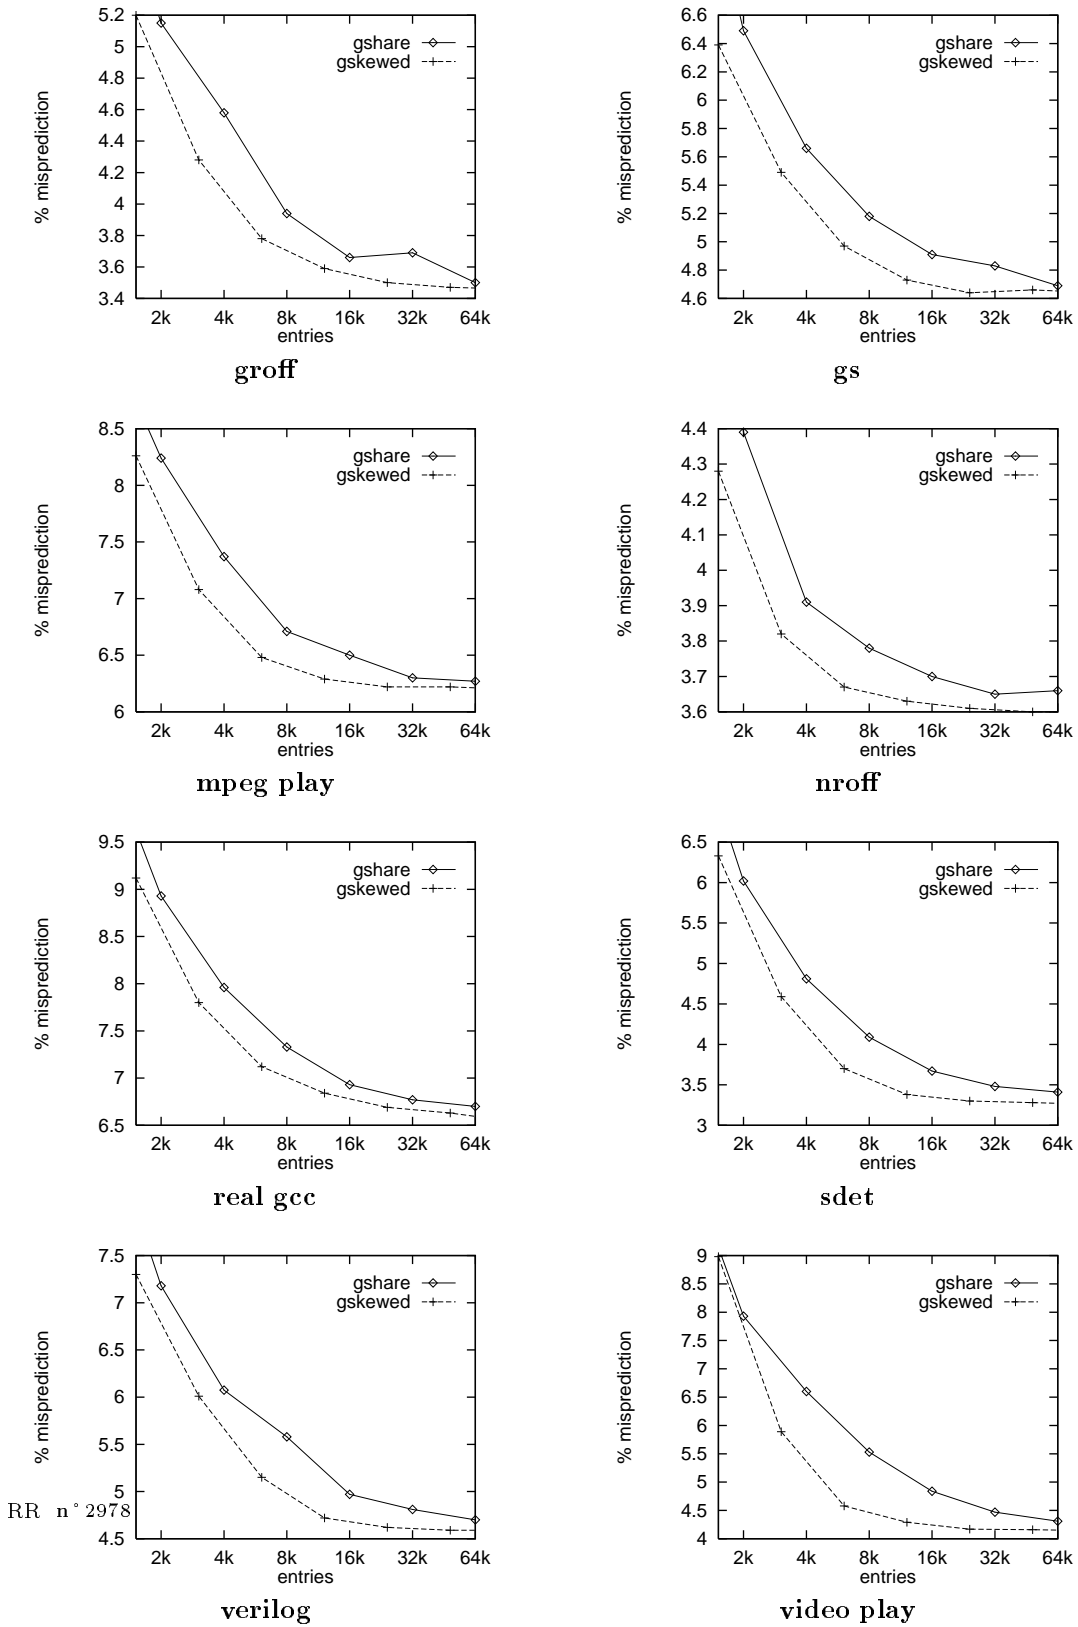 5.2
5
4.8
4.6
4.4
4.2
4
3.8
3.6
3.4
% misprediction
gshare
gskewed
2k 4k 8k 16k 32k 64k
entries
groff
6.6
6.4
6.2
6
5.8
5.6
5.4
5.2
5
4.8
4.6
% misprediction
gshare
gskewed
2k 4k 8k 16k 32k 64k
entries
gs
8.5
8
7.5
7
6.5
6
% misprediction
gshare
gskewed
2k 4k 8k 16k 32k 64k
entries
mpeg play
4.4
4.3
4.2
4.1
4
3.9
3.8
3.7
3.6
% misprediction
gshare
gskewed
2k 4k 8k 16k 32k 64k
entries
nroff
9.5
9
8.5
8
7.5
7
6.5
% misprediction
gshare
gskewed
2k 4k 8k 16k 32k 64k
entries
real gcc
6.5
6
5.5
5
4.5
4
3.5
3
% misprediction
gshare
gskewed
2k 4k 8k 16k 32k 64k
entries
sdet
7.5
7
6.5
6
5.5
5
4.5
% misprediction
gshare
gskewed
2k 4k 8k 16k 32k 64k
entries
verilog
9
8.5
8
7.5
7
6.5
6
5.5
5
4.5
4
% misprediction
gshare
gskewed
2k 4k 8k 16k 32k 64k
entries
video play
RR n°2978